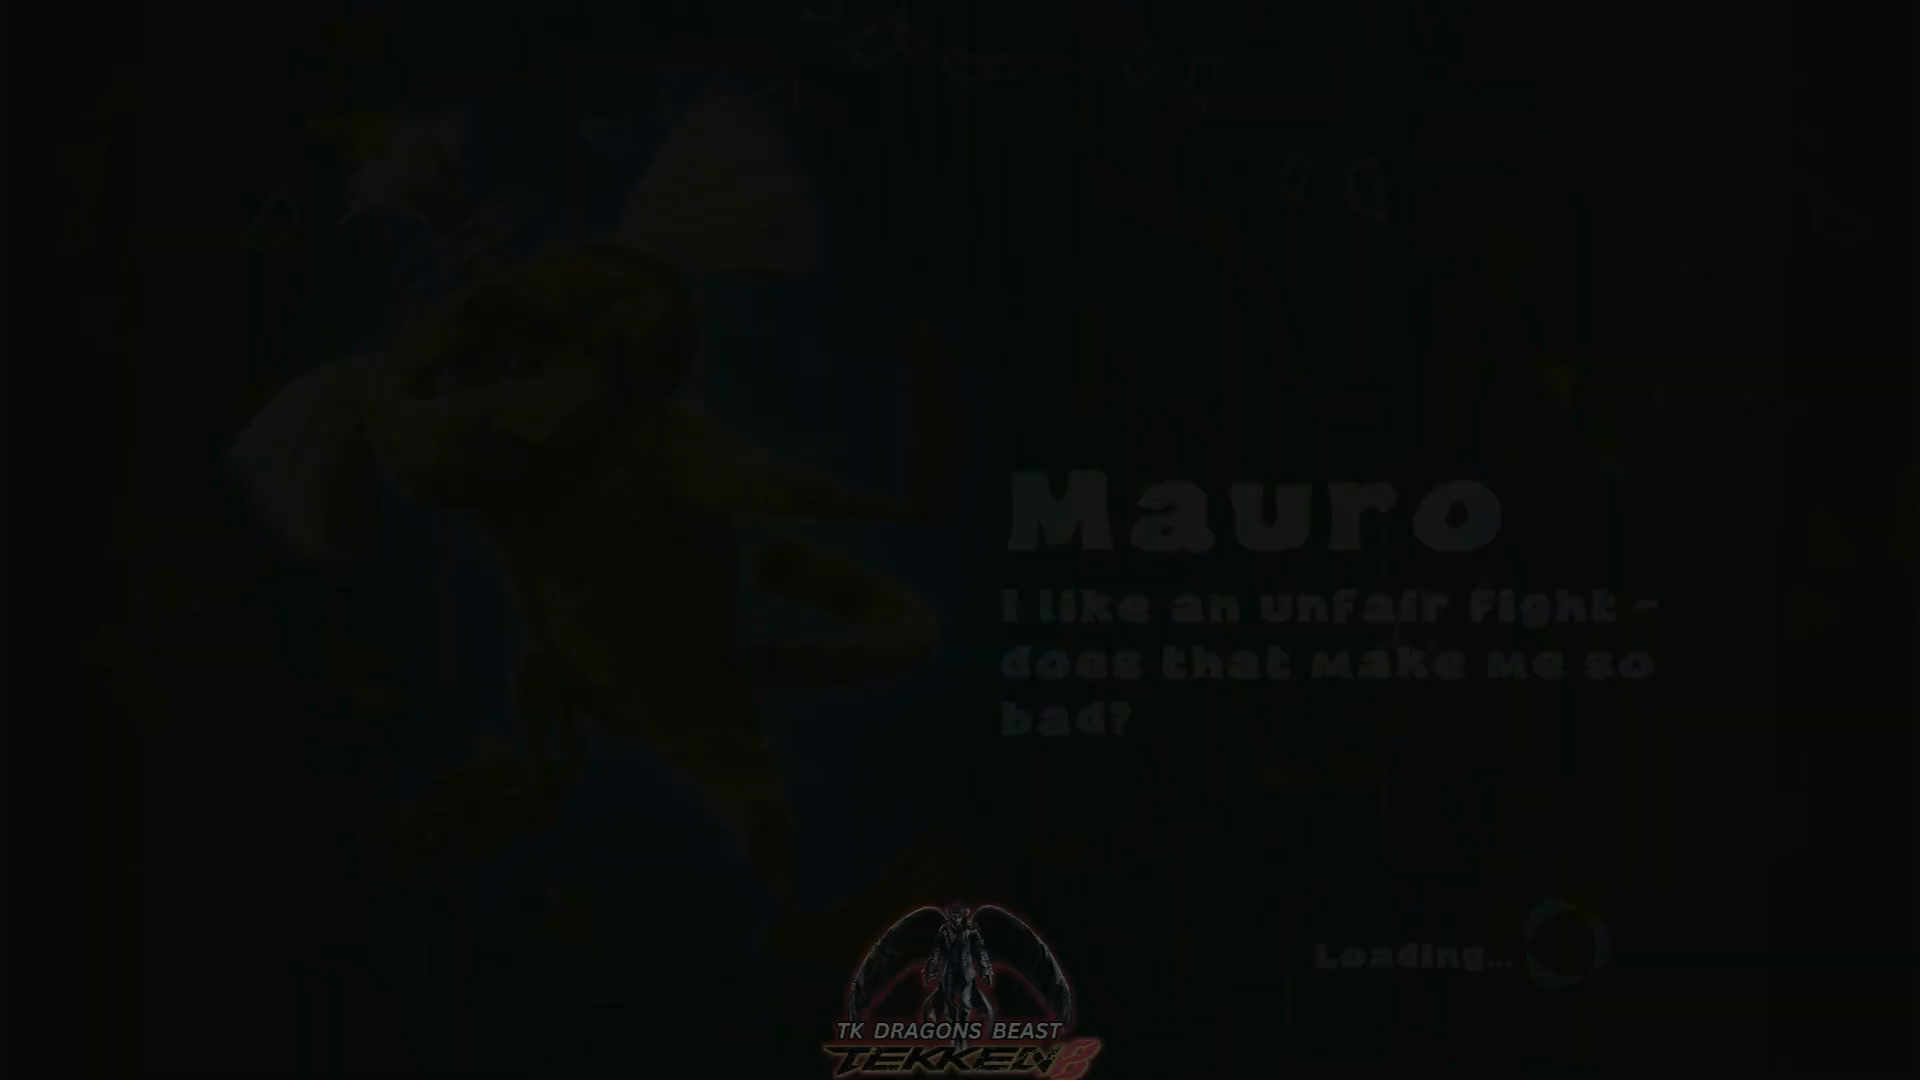 Mauro
I like an unfair fight -
does that make me so
bad?
Loading...
TK DRAGONS BEAST
TEKKEN 8